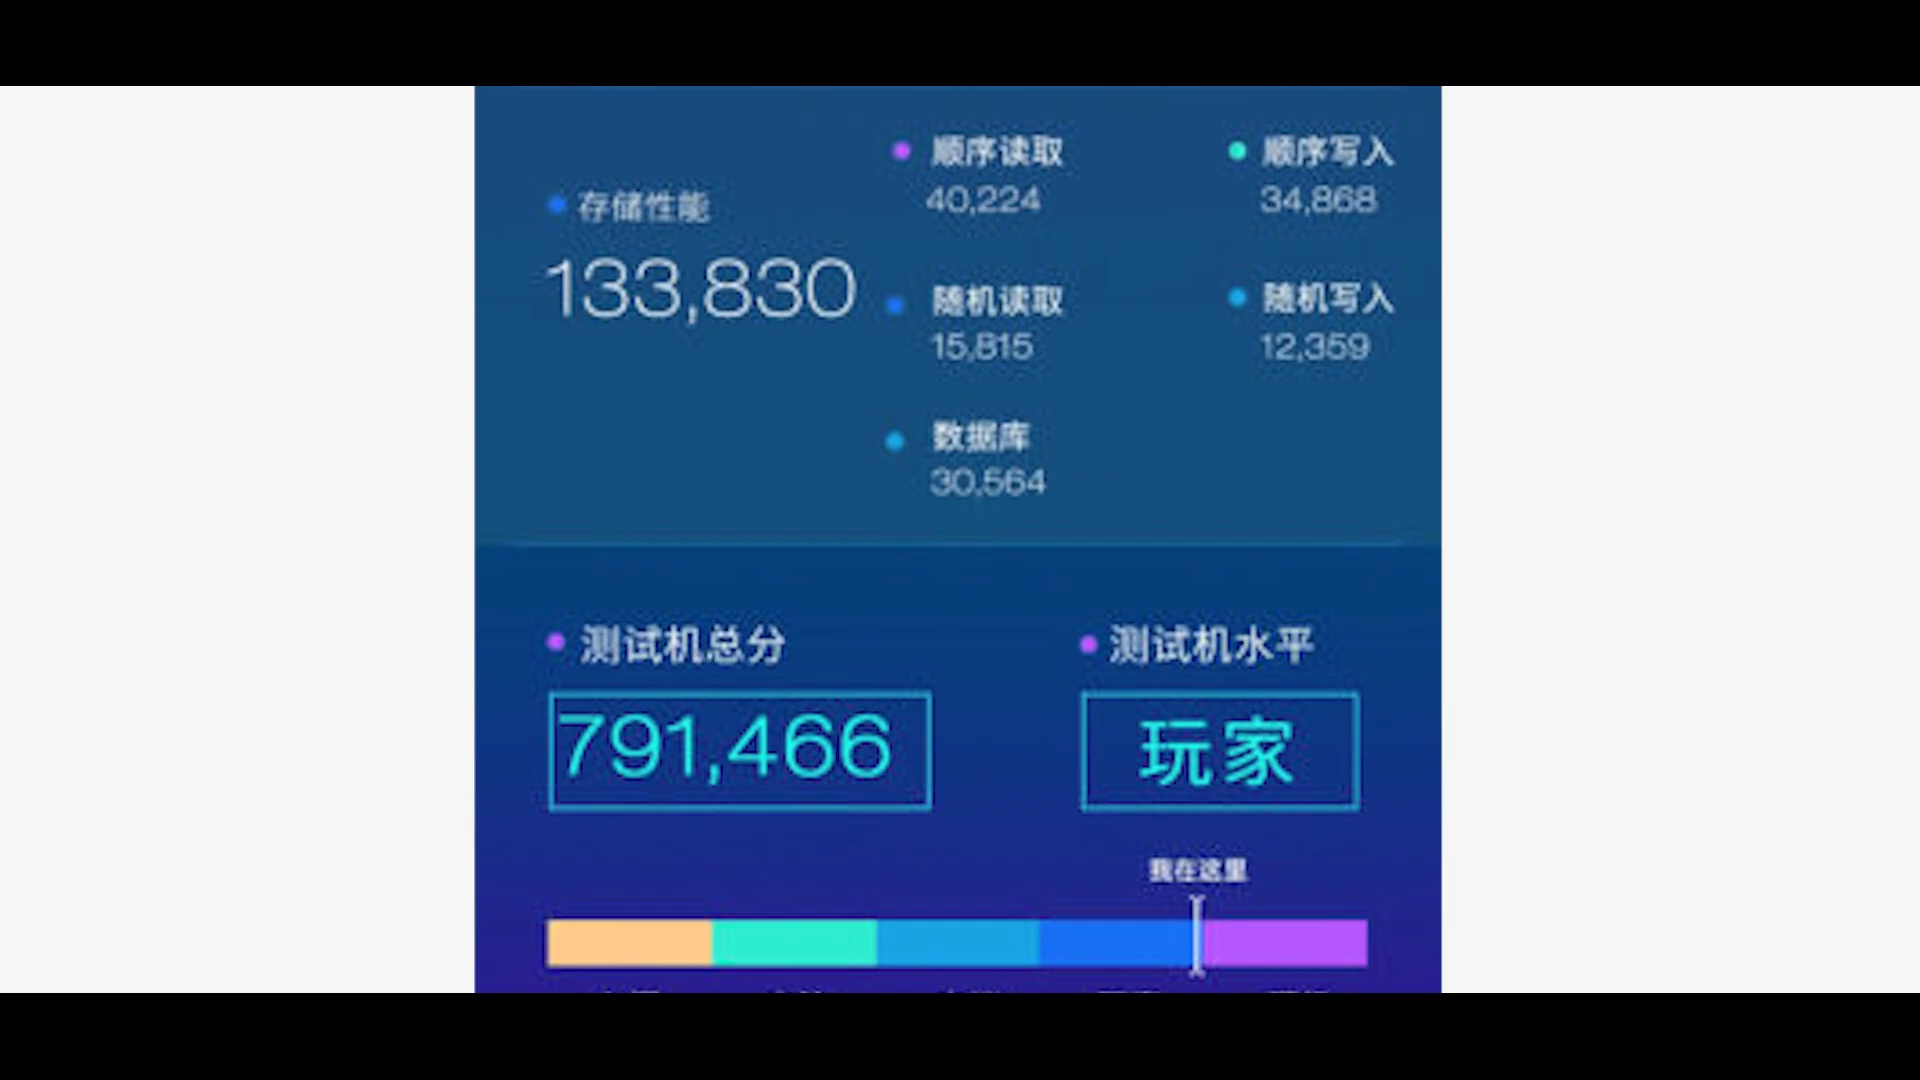 顺序读取
顺序写入
40,224
34,868
存储性能
133,830
随机读取
随机写入
15,815
12,359
数据库
30,564
测试机总分
测试机水平
791,466
玩家
我在这里